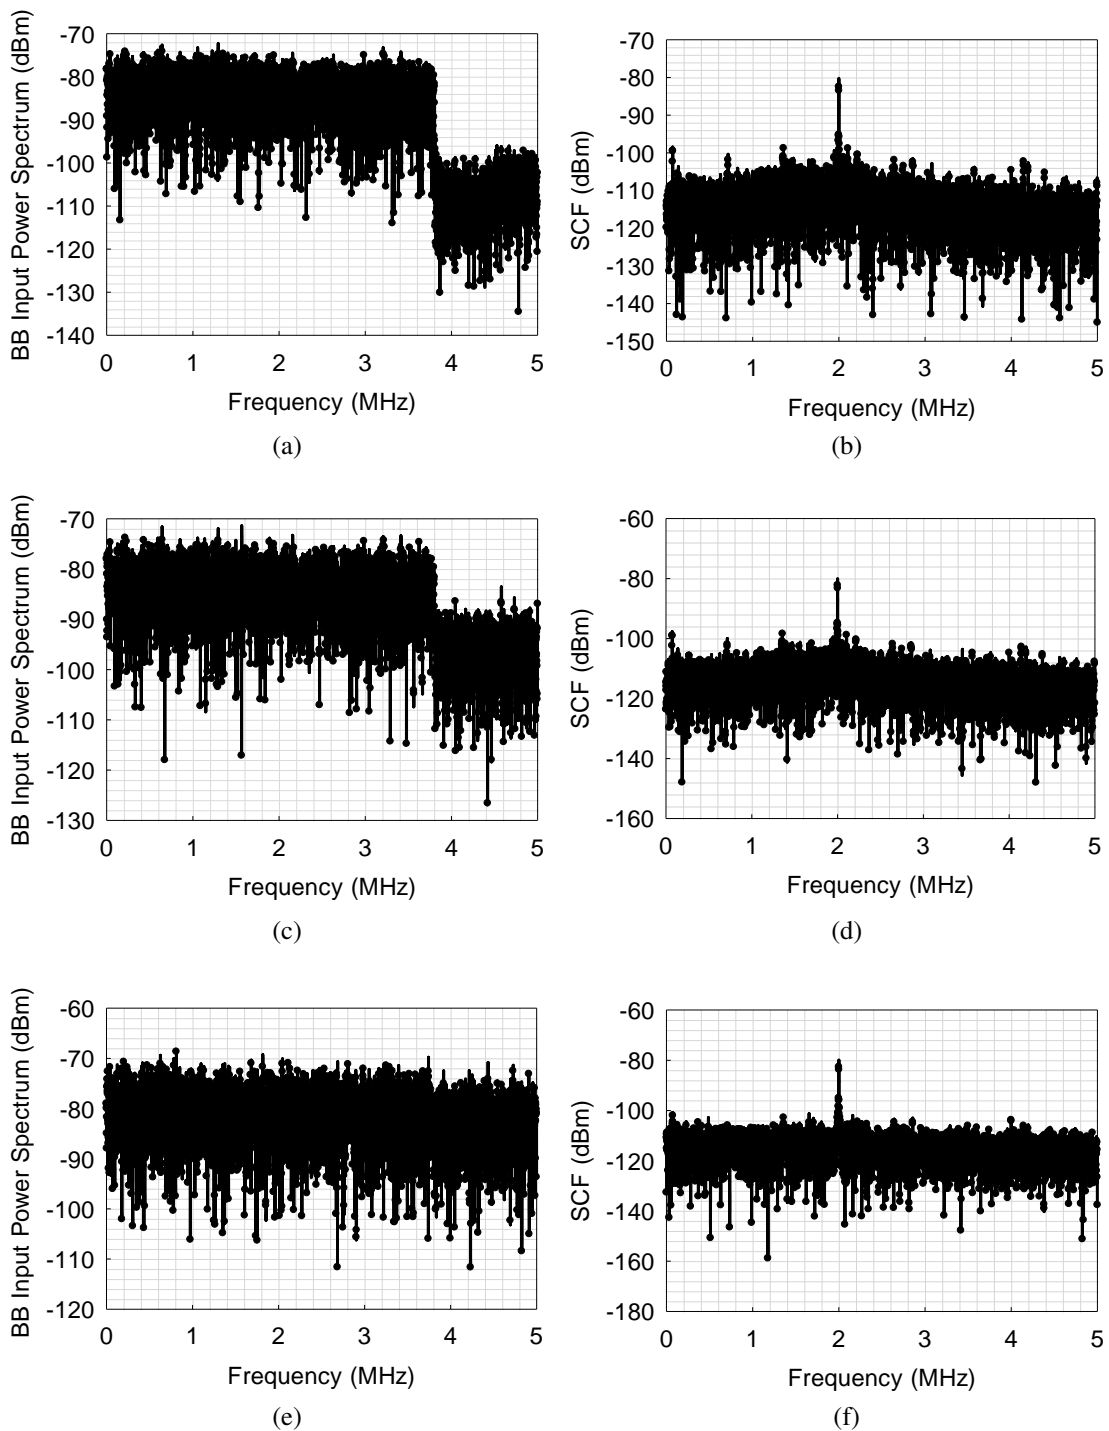 BB Input Power Spectrum (dBm)
-70
-80
-90
-100
-110
-120
-130
-140
0 1 2 3 4 5
Frequency (MHz)
(a)
SCF (dBm)
-70
-80
-90
-100
-110
-120
-130
-140
-150
0 1 2 3 4 5
Frequency (MHz)
(b)
BB Input Power Spectrum (dBm)
-70
-80
-90
-100
-110
-120
-130
0 1 2 3 4 5
Frequency (MHz)
(c)
SCF (dBm)
-60
-80
-100
-120
-140
-160
0 1 2 3 4 5
Frequency (MHz)
(d)
BB Input Power Spectrum (dBm)
-60
-70
-80
-90
-100
-110
-120
0 1 2 3 4 5
Frequency (MHz)
(e)
SCF (dBm)
-60
-80
-100
-120
-140
-160
-180
0 1 2 3 4 5
Frequency (MHz)
(f)